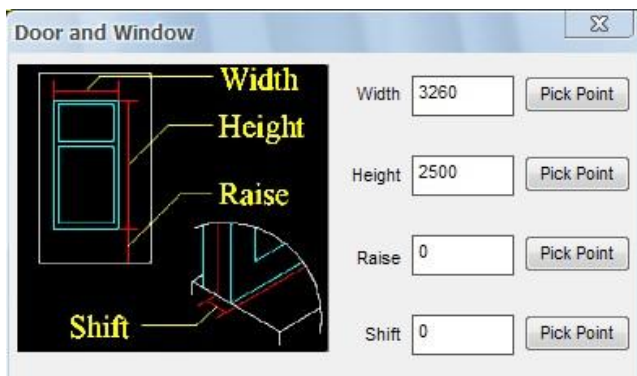 Door and Window
Width
Height
Raise
Shift
Width 3260 Pick Point
Height 2500 Pick Point
Raise 0 Pick Point
Shift 0 Pick Point